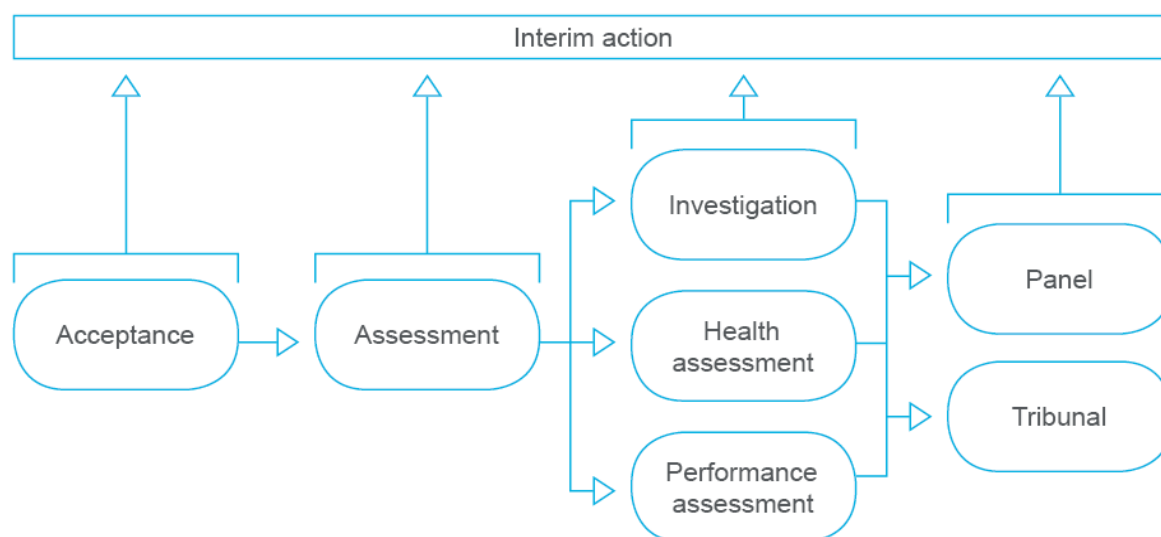 Interim action
Acceptance
Assessment
Investigation
Health
assessment
Performance
assessment
Panel
Tribunal